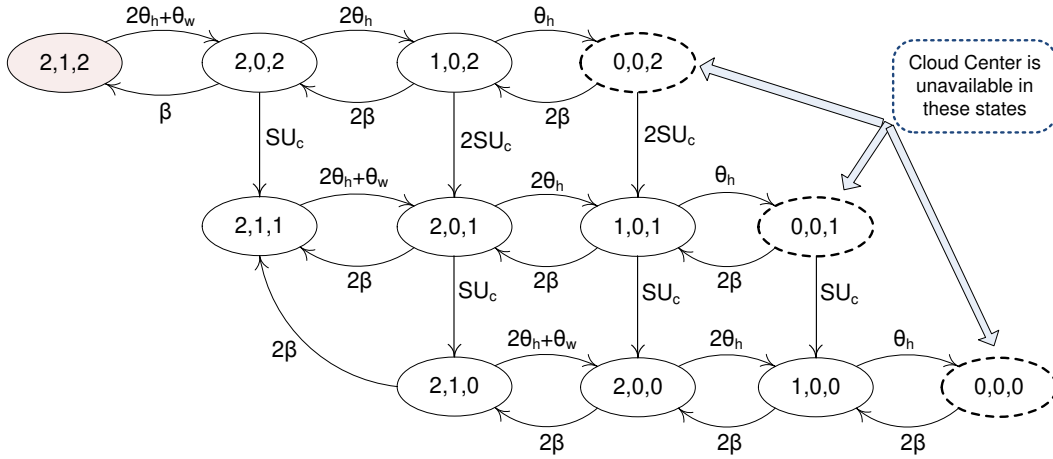 2θh+θw
2θh
θh
2,1,2
2,0,2
1,0,2
0,0,2
β
2β
2β
Cloud Center is
unavailable in
these states
SUc
2SUc
2SUc
2θh+θw
2θh
θh
2,1,1
2,0,1
1,0,1
0,0,1
2β
2β
2β
SUc
SUc
SUc
2β
2θh+θw
2θh
θh
2,1,0
2,0,0
1,0,0
0,0,0
2β
2β
2β